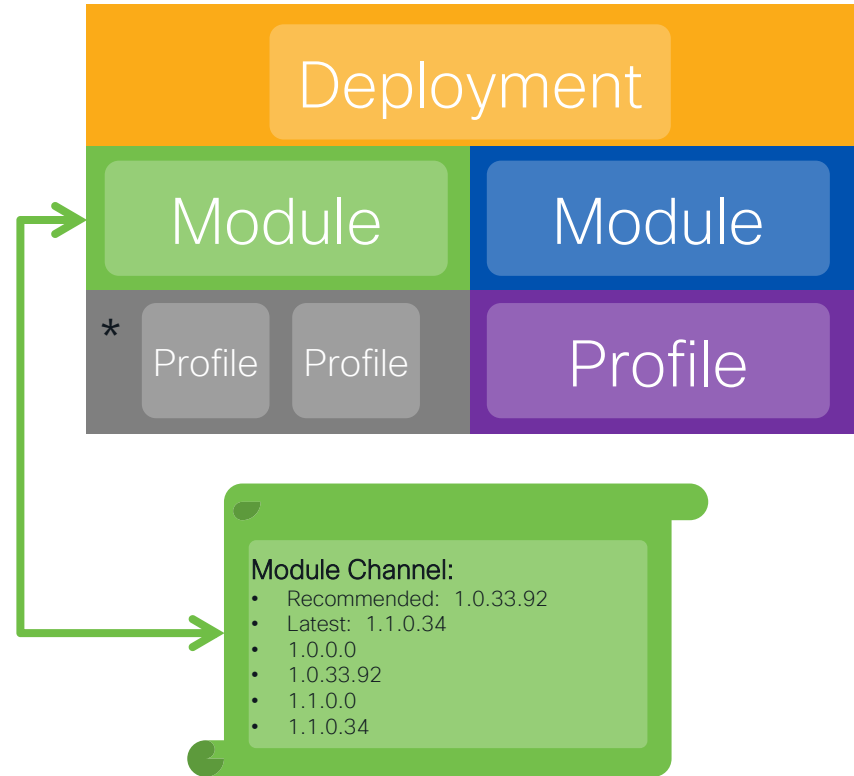 Deployment
Module Module
* Profile Profile Profile
Module Channel:
• Recommended: 1.0.33.92
• Latest: 1.1.0.34
• 1.0.0.0
• 1.0.33.92
• 1.1.0.0
• 1.1.0.34